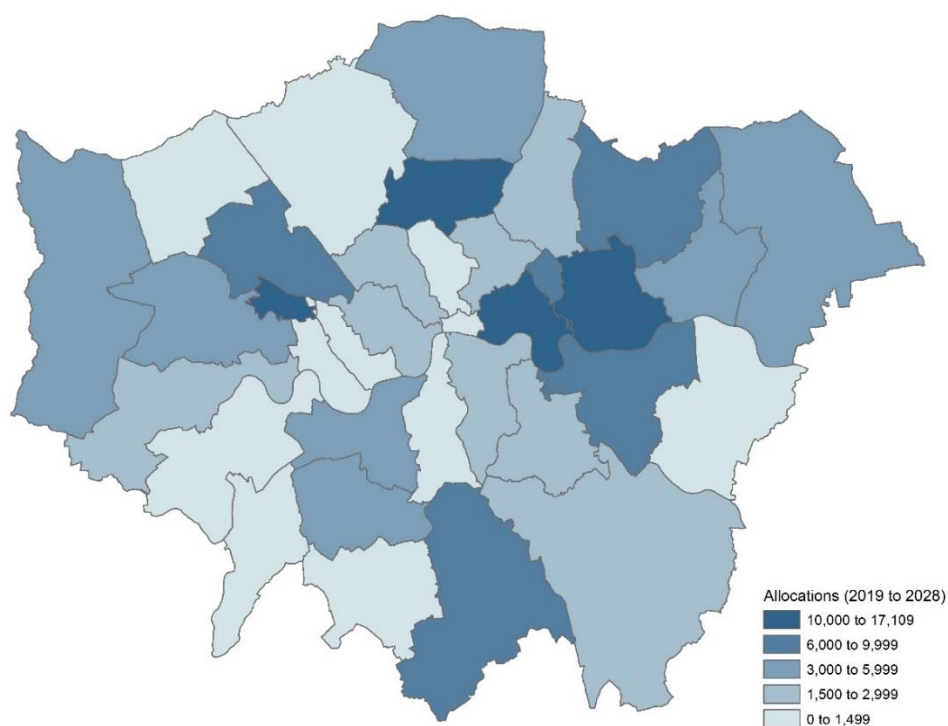 Allocations (2019 to 2028)
10,000 to 17,109
6,000 to 9,999
3,000 to 5,999
1,500 to 2,999
0 to 1,499